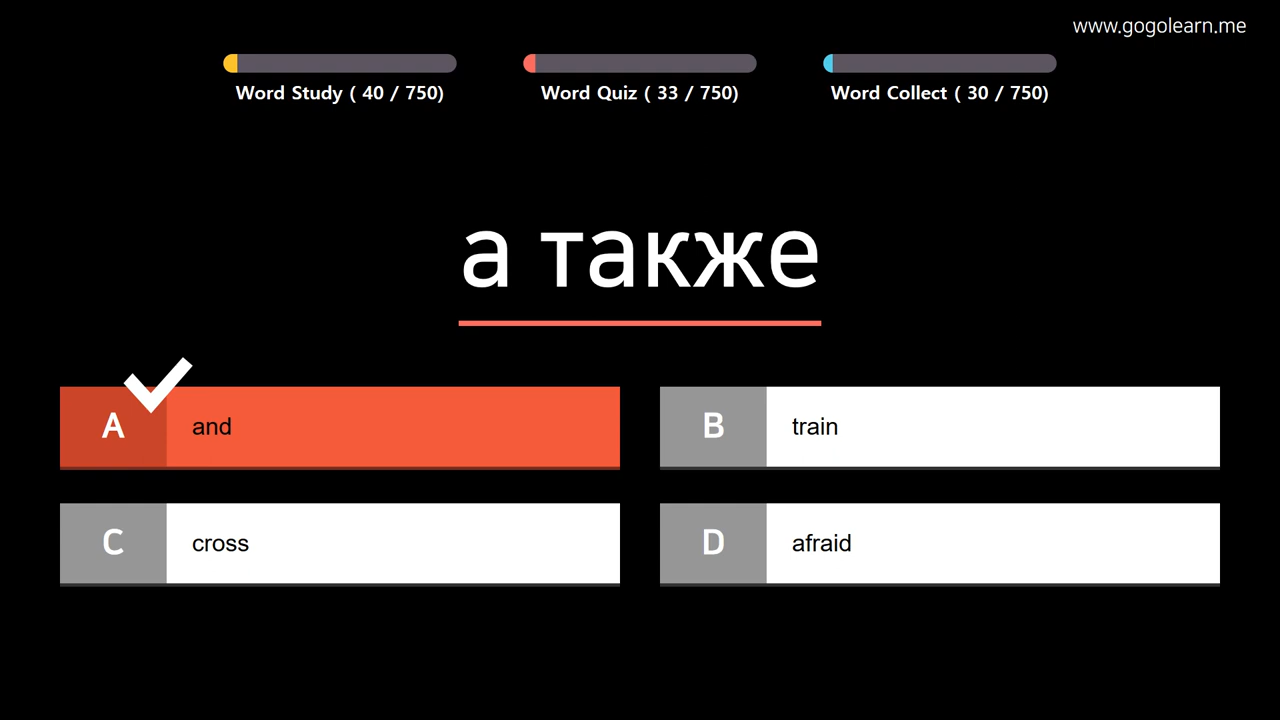 www.gogolearn.me
Word Study ( 40 / 750)
Word Quiz ( 33 / 750)
Word Collect ( 30 / 750)
а также
A and
B train
C cross
D afraid